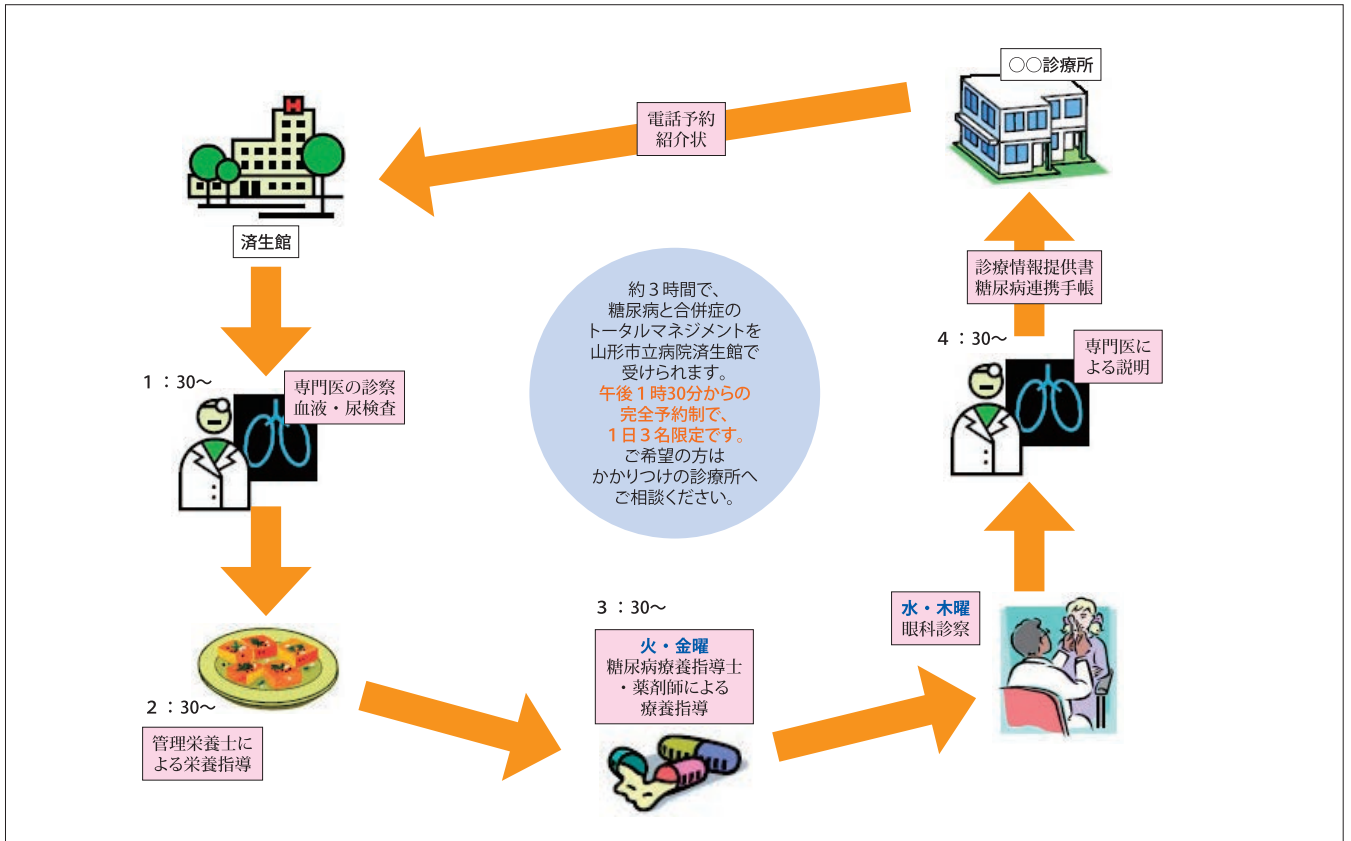 ○○診療所
電話予約
紹介状
済生館
1：30～
専門医の診察
血液・尿検査
2：30～
管理栄養士に
よる栄養指導
3：30～
火・金曜
糖尿病療養指導士
・薬剤師による
療養指導
水・木曜
眼科診察
4：30～
専門医に
よる説明
診療情報提供書
糖尿病連携手帳
約3時間で、
糖尿病と合併症の
トータルマネジメントを
山形市立病院済生館で
受けられます。
午後1時30分からの
完全予約制で、
1日3名限定です。
ご希望の方は
かかりつけの診療所へ
ご相談ください。
H